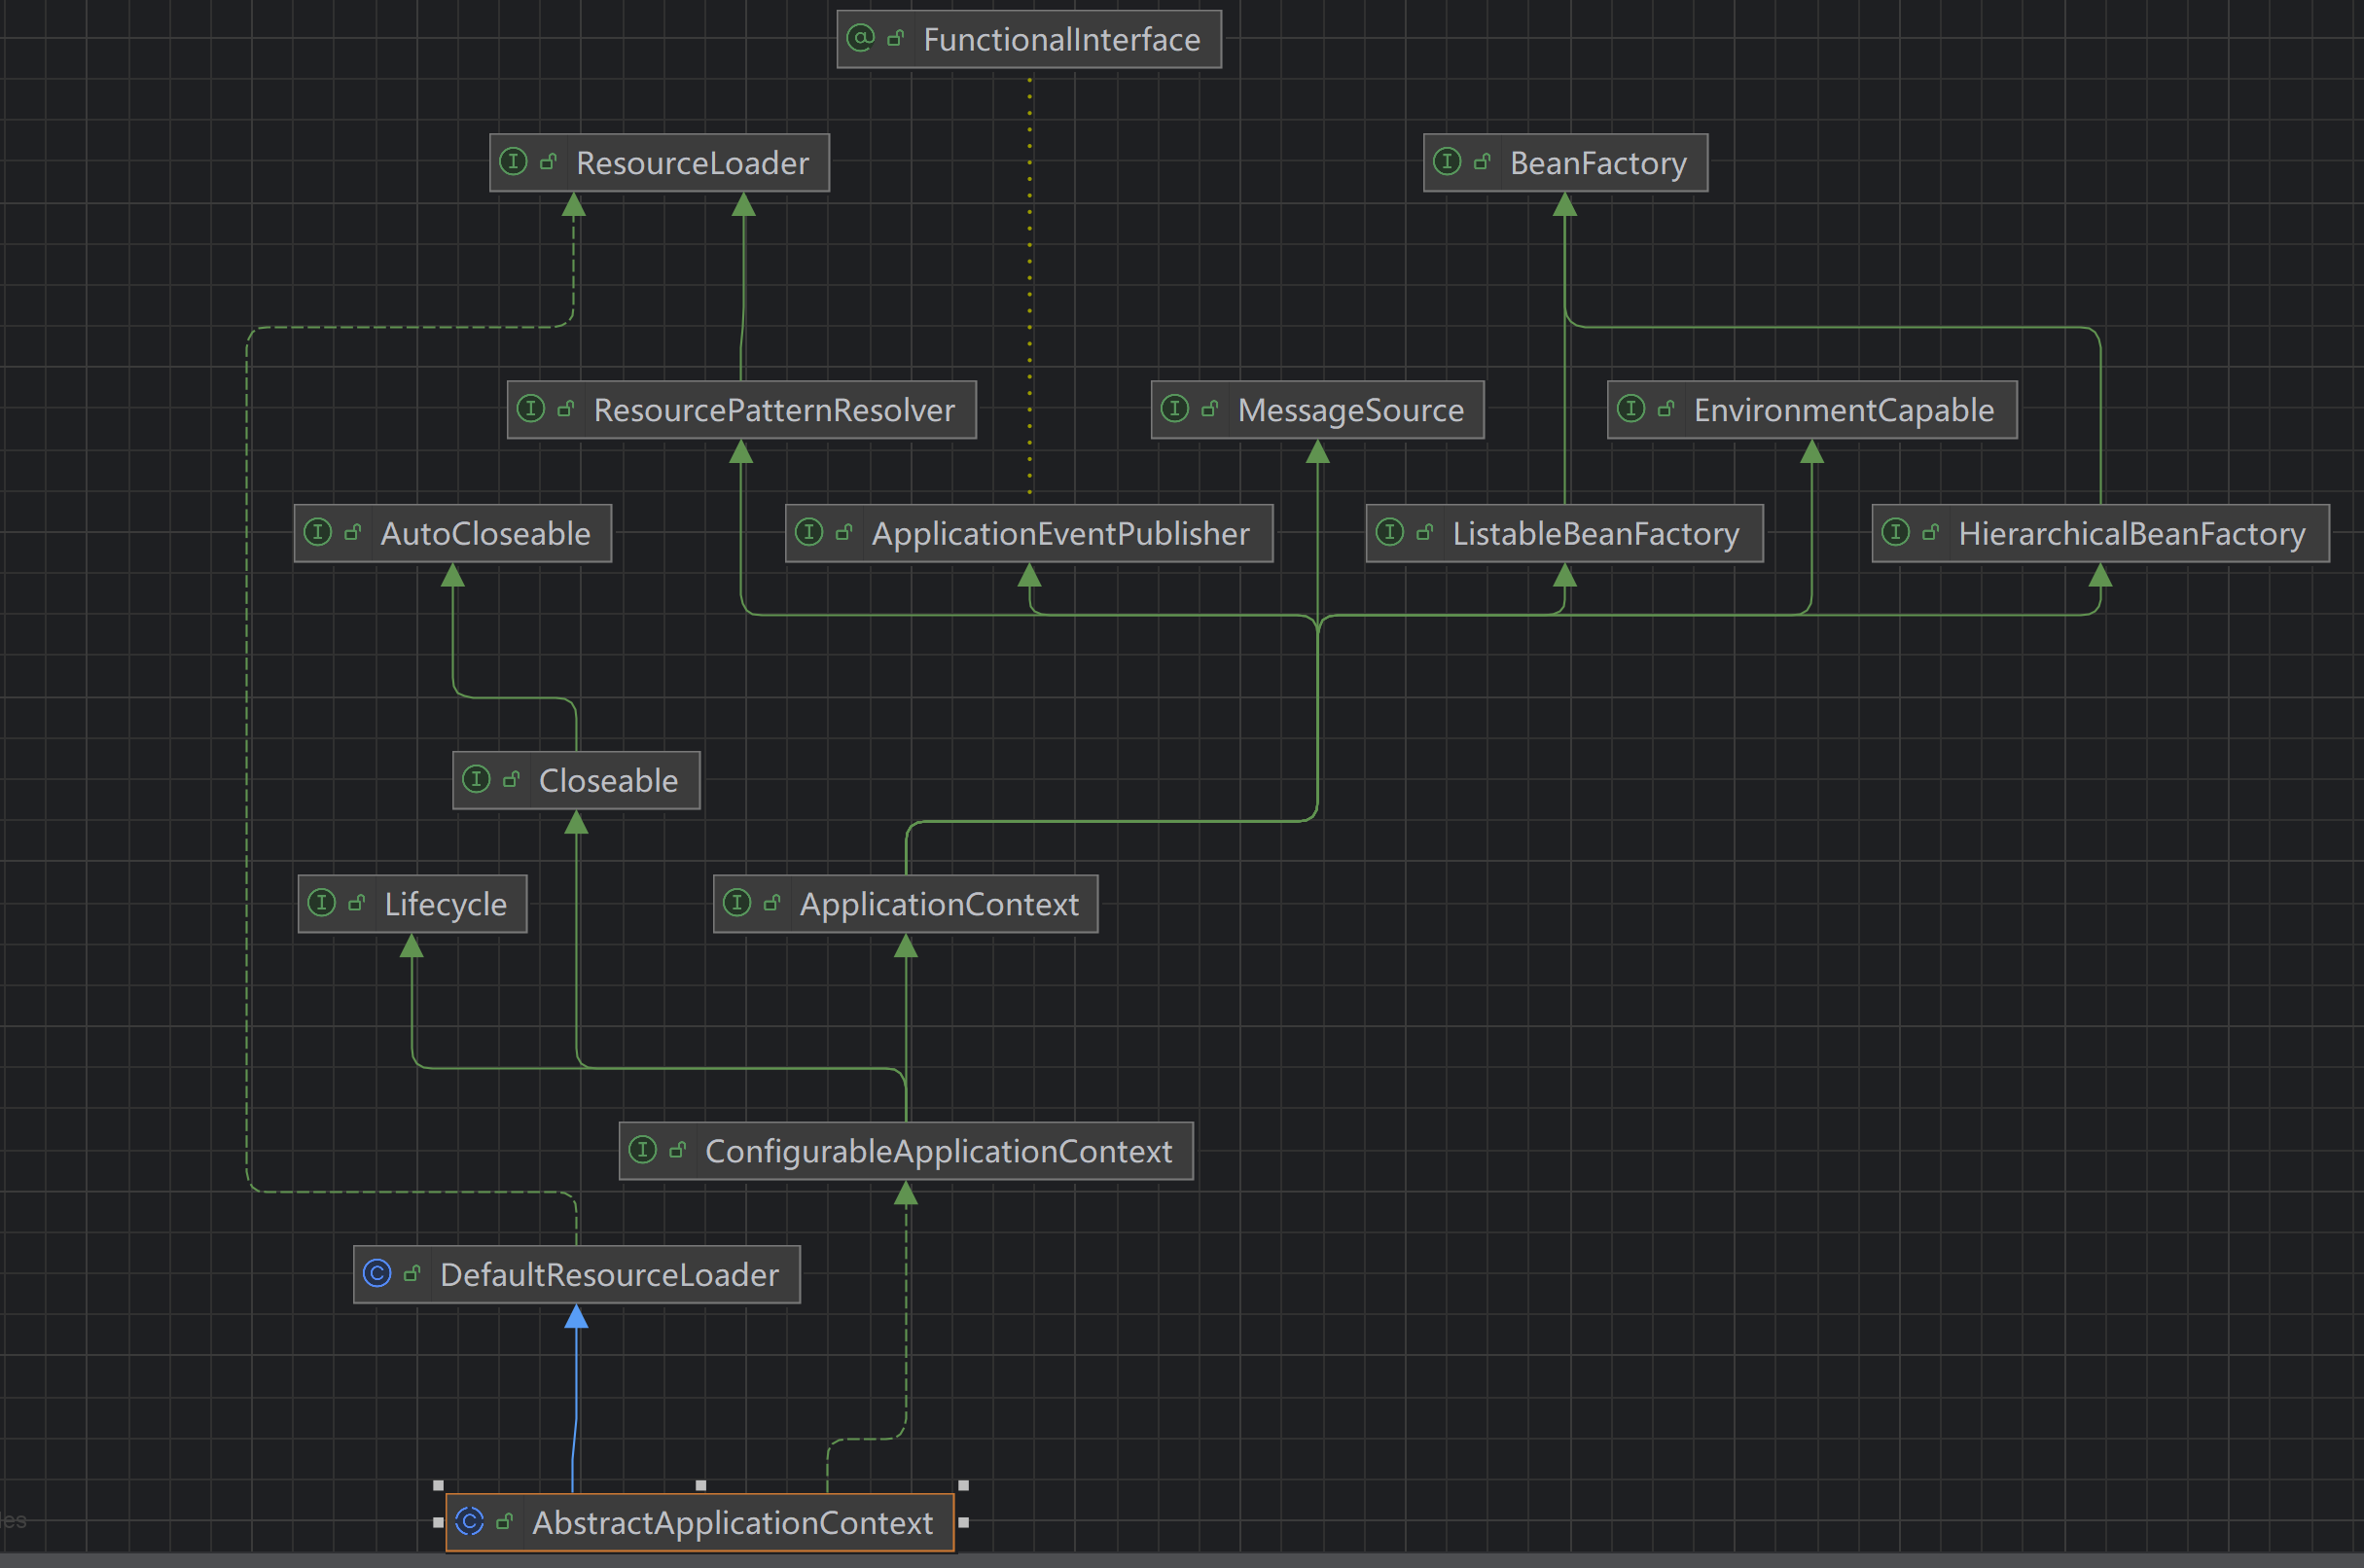 FunctionalInterface
ResourceLoader
BeanFactory
ResourcePatternResolver
MessageSource
EnvironmentCapable
AutoCloseable
ApplicationEventPublisher
ListableBeanFactory
HierarchicalBeanFactory
Closeable
Lifecycle
ApplicationContext
ConfigurableApplicationContext
DefaultResourceLoader
AbstractApplicationContext